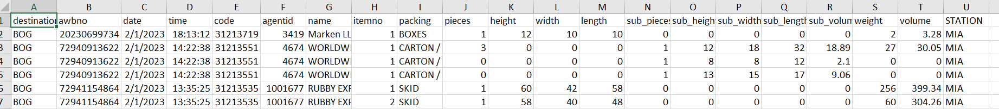 A B C D E F G H I J K L M N O P Q R S T U
1 destination awbno date time code agentid name itemno packing pieces height width length sub_pieces sub_heigh sub_width sub_length sub_volum weight volume STATION
2 BOG 20230699734 2/1/2023 18:13:12 31213719 3419 Marken LL 1 BOXES 1 12 10 10 0 0 0 0 0 2 3.28 MIA
3 BOG 72940913622 2/1/2023 14:22:38 31213551 4674 WORLDWI 1 CARTON / 3 0 0 0 1 12 18 32 18.89 27 30.05 MIA
4 BOG 72940913622 2/1/2023 14:22:38 31213551 4674 WORLDWI 1 CARTON / 0 0 0 0 1 8 8 12 2.1 0 0 MIA
5 BOG 72940913622 2/1/2023 14:22:38 31213551 4674 WORLDWI 1 CARTON / 0 0 0 0 1 13 15 17 9.06 0 0 MIA
6 BOG 72941154864 2/1/2023 13:35:25 31213535 1001677 RUBBY EXF 1 SKID 1 60 42 58 0 0 0 0 0 256 399.34 MIA
7 BOG 72941154864 2/1/2023 13:35:25 31213535 1001677 RUBBY EXF 2 SKID 1 58 40 48 0 0 0 0 0 60 304.26 MIA